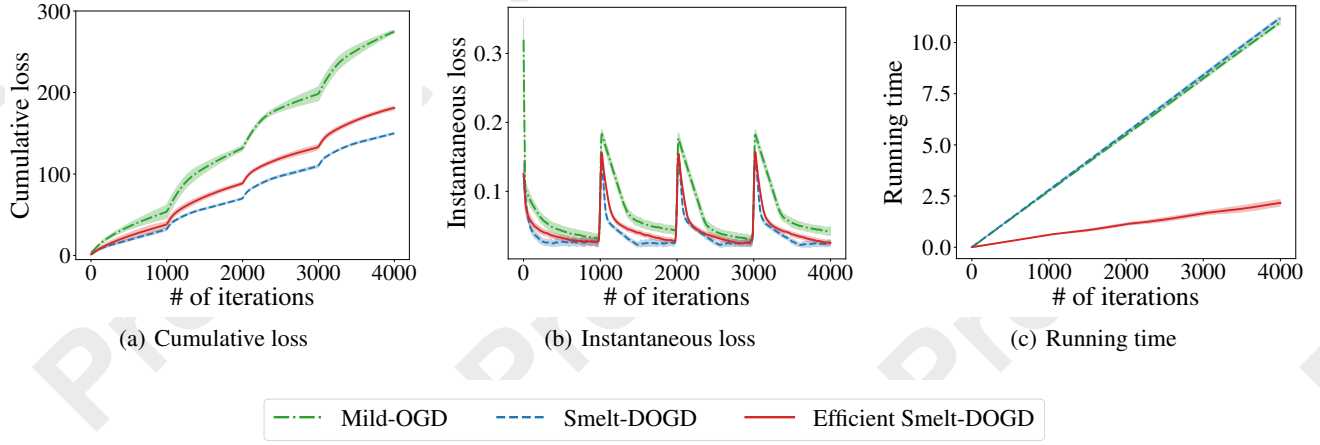 300
200
100
0
Cumulative loss
0 1000 2000 3000 4000
# of iterations
(a) Cumulative loss
0.3
0.2
0.1
Instantaneous loss
0 1000 2000 3000 4000
# of iterations
(b) Instantaneous loss
10.0
7.5
5.0
2.5
0.0
Running time
0 1000 2000 3000 4000
# of iterations
(c) Running time
Mild-OGD Smelt-DOGD Efficient Smelt-DOGD
Pr
Pr